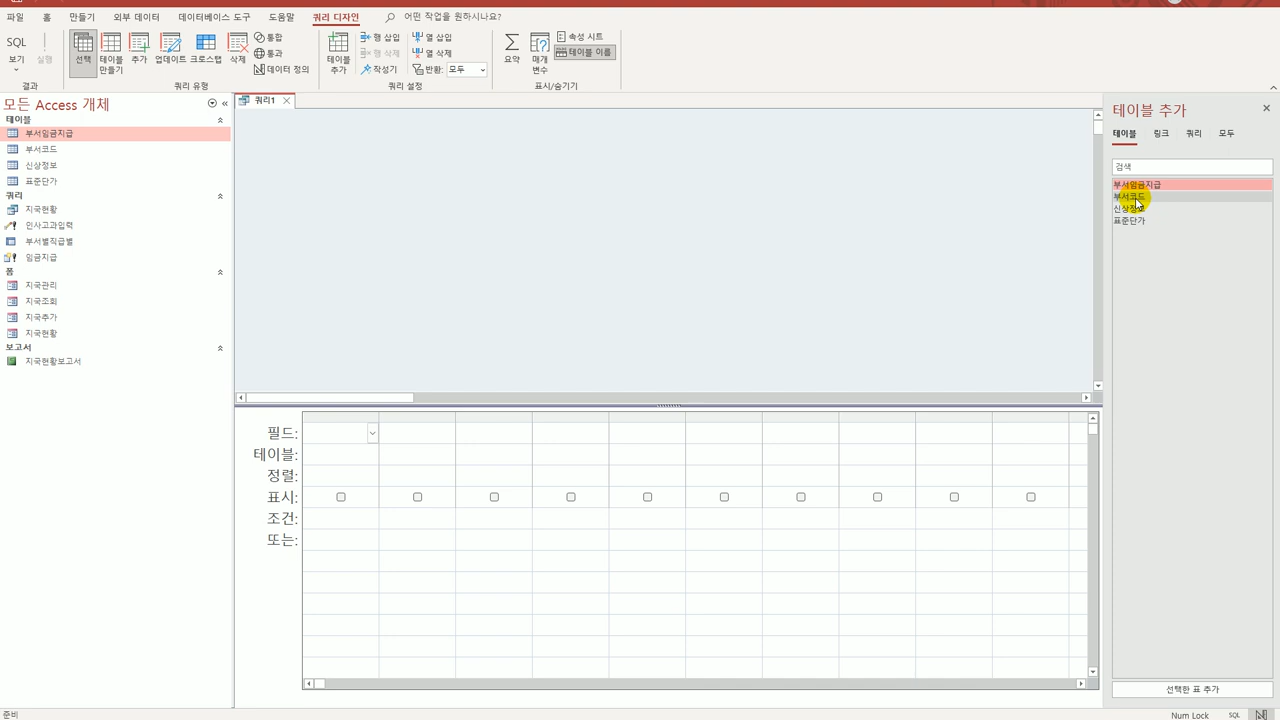 파일 홈 만들기 외부 데이터 데이터베이스 도구 도움말 쿼리 디자인 어떤 작업을 원하시나요?
SQL
보기
실행
결과
선택
테이블
만들기
추가
업데이트
크로스탭
삭제
통합
통과
데이터 정의
쿼리 유형
테이블
추가
행 삽입
행 삭제
작성기
열 삽입
열 삭제
반환: 모두
쿼리 설정
요약
매개
변수
속성 시트
테이블 이름
표시/숨기기
모든 Access 개체
테이블
부서임금지급
부서코드
신상정보
표준단가
쿼리
지국현황
인사고과입력
부서별직급별
임금지급
폼
지국관리
지국조회
지국추가
지국현황
보고서
지국현황보고서
쿼리1
필드:
테이블:
정렬:
표시:
조건:
또는:
테이블 추가
테이블 링크 쿼리 모두
검색
부서임금지급
부서코드
신상정보
표준단가
선택한 표 추가
준비
Num Lock
SQL